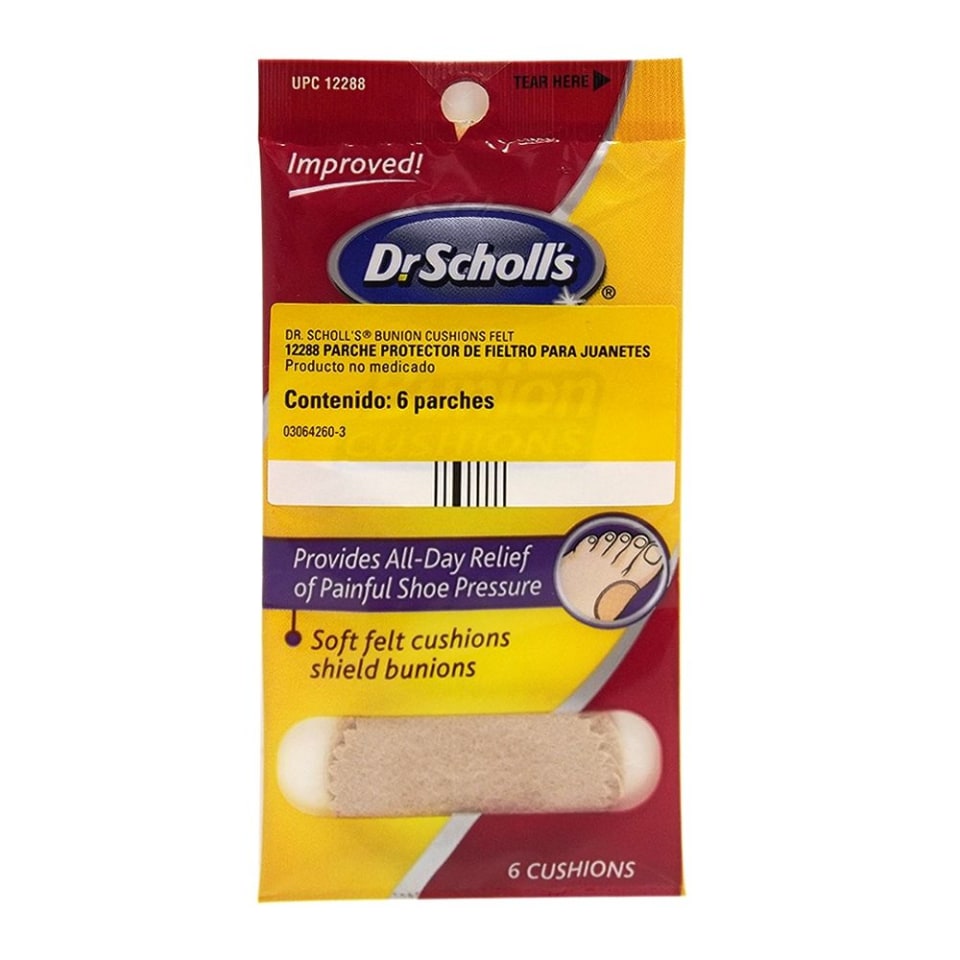 UPC 12288
TEAR HERE
Improved!
Dr Scholl's®
DR. SCHOLL'S® BUNION CUSHIONS FELT
12288 PARCHE PROTECTOR DE FIELTRO PARA JUANETES
Producto no medicado
Contenido: 6 parches
03064260-3
CUSHIONS
Provides All-Day Relief
of Painful Shoe Pressure
Soft felt cushions
shield bunions
6 CUSHIONS